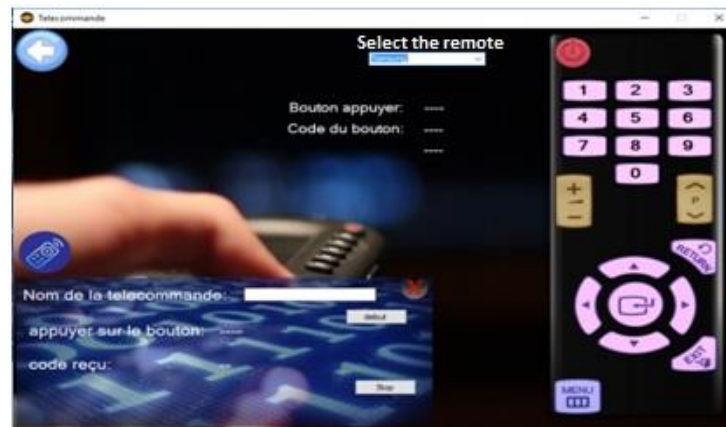 Telecommande
Select the remote
Samsung
Bouton appuyer: ----
Code du bouton: ----
----
Nom de la telecommande:
debut
appuyer sur le bouton: ----
code reçu: --
Stop
1 2 3
4 5 6
7 8 9
0
+ −
P
RETURN
EXIT
MENU